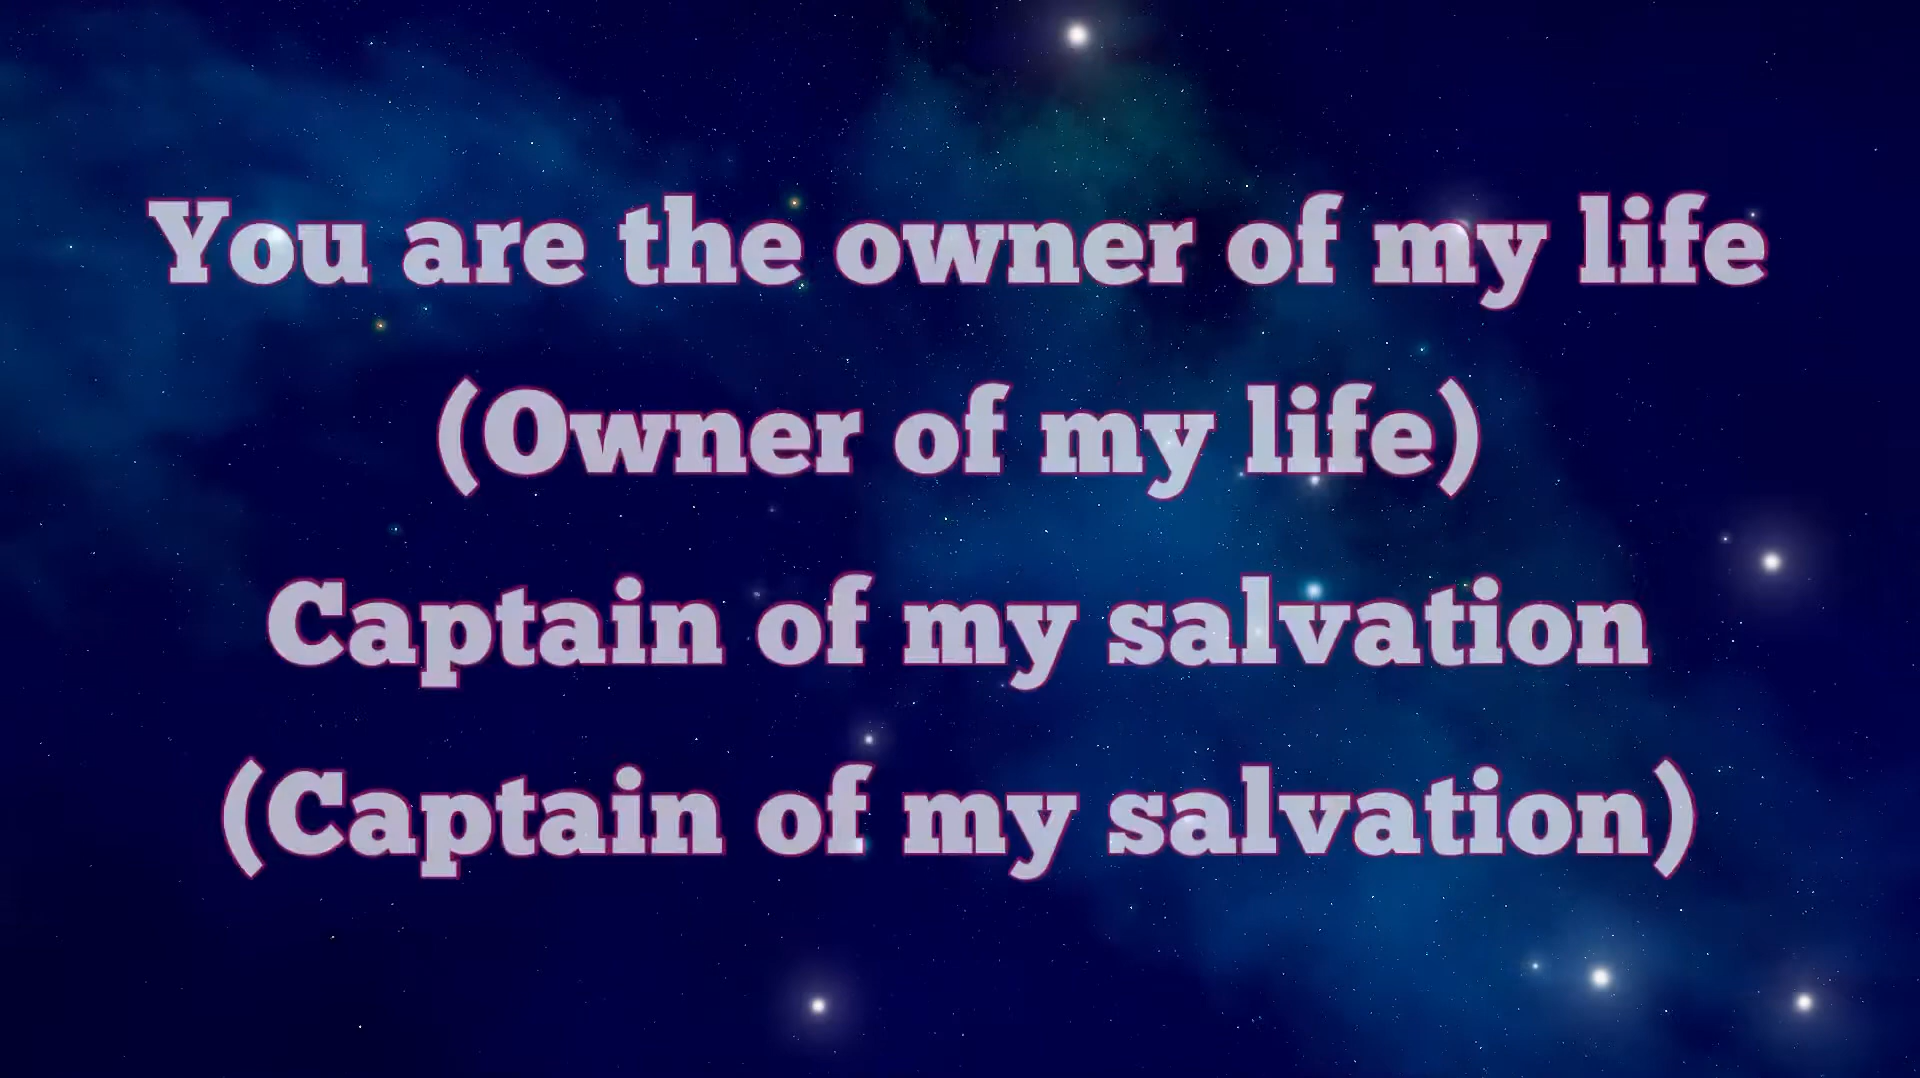 You are the owner of my life
(Owner of my life)
Captain of my salvation
(Captain of my salvation)